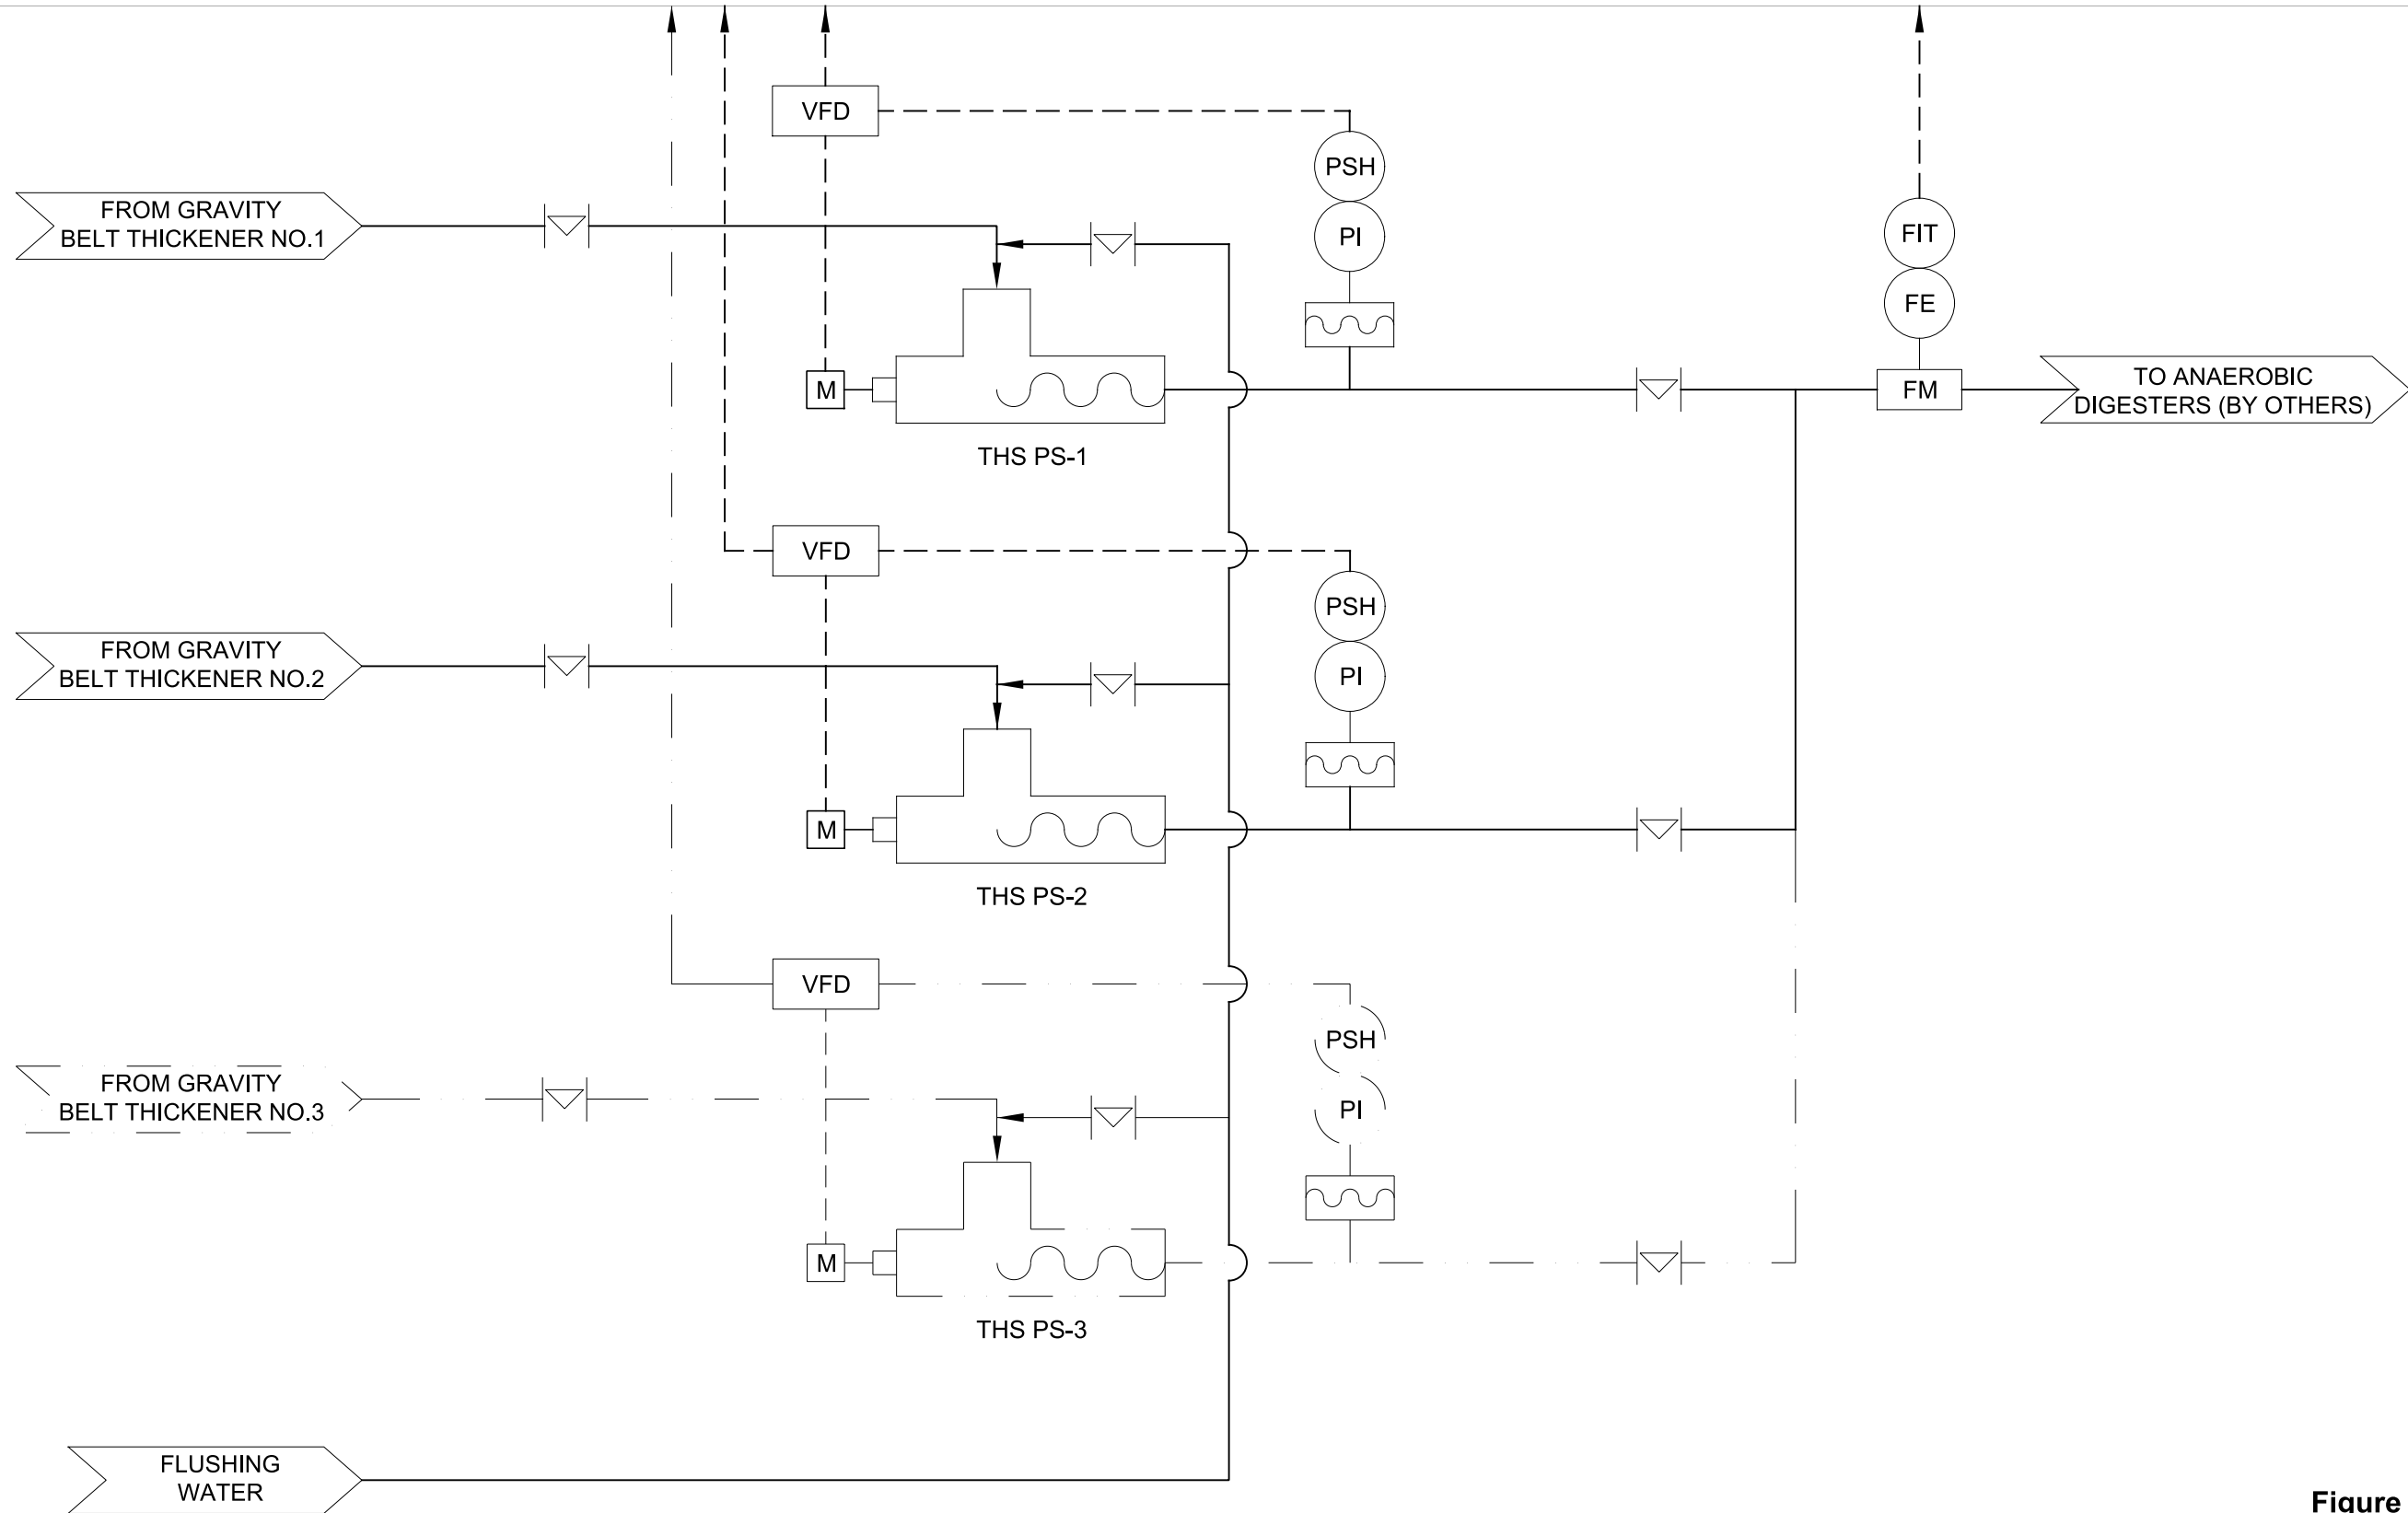 VFD
PSH
FROM GRAVITY
BELT THICKENER NO.1
PI
FIT
FE
M
FM
TO ANAEROBIC
DIGESTERS (BY OTHERS)
THS PS-1
VFD
PSH
FROM GRAVITY
BELT THICKENER NO.2
PI
M
THS PS-2
VFD
PSH
FROM GRAVITY
BELT THICKENER NO.3
PI
M
THS PS-3
FLUSHING
WATER
Figure